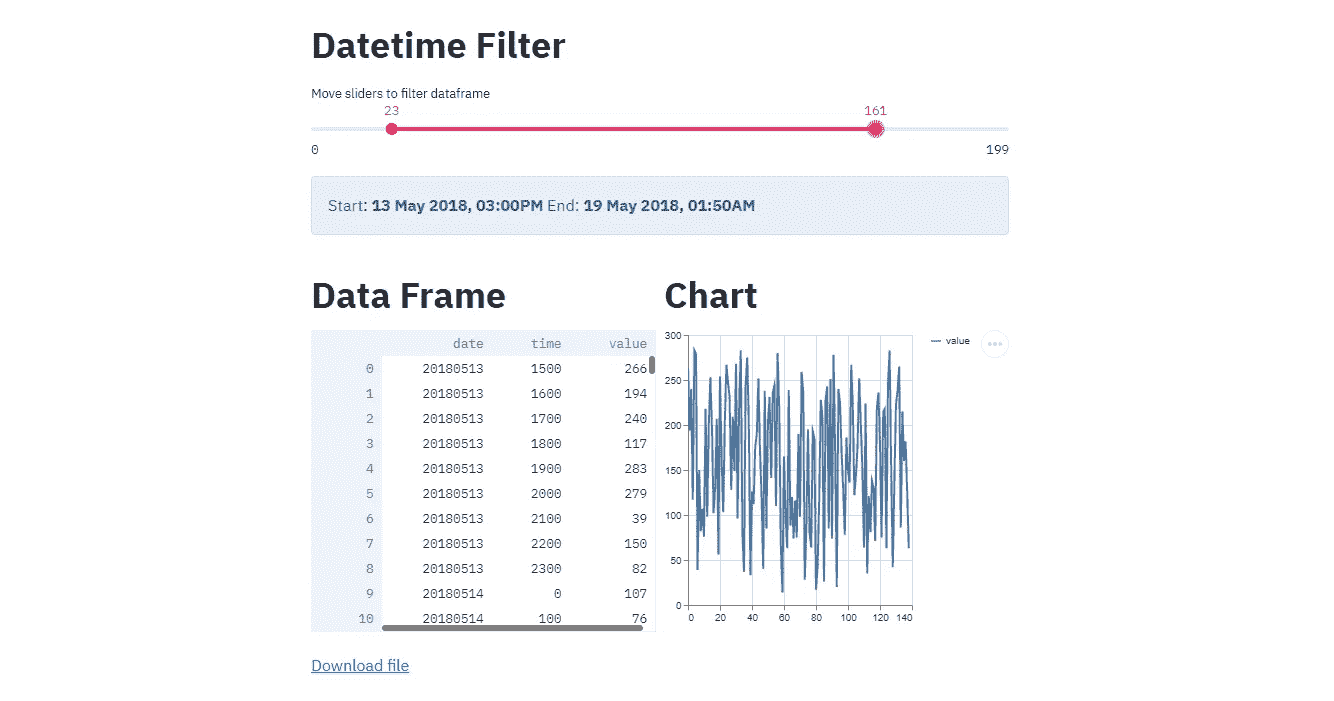 Datetime Filter
Move sliders to filter dataframe
23 161
0 199
Start: 13 May 2018, 03:00PM End: 19 May 2018, 01:50AM
Data Frame
date time value
0 20180513 1500 266
1 20180513 1600 194
2 20180513 1700 240
3 20180513 1800 117
4 20180513 1900 283
5 20180513 2000 279
6 20180513 2100 39
7 20180513 2200 150
8 20180513 2300 82
9 20180514 0 107
10 20180514 100 76
Download file
Chart
value
300
250
200
150
100
50
0
0 20 40 60 80 100 120 140